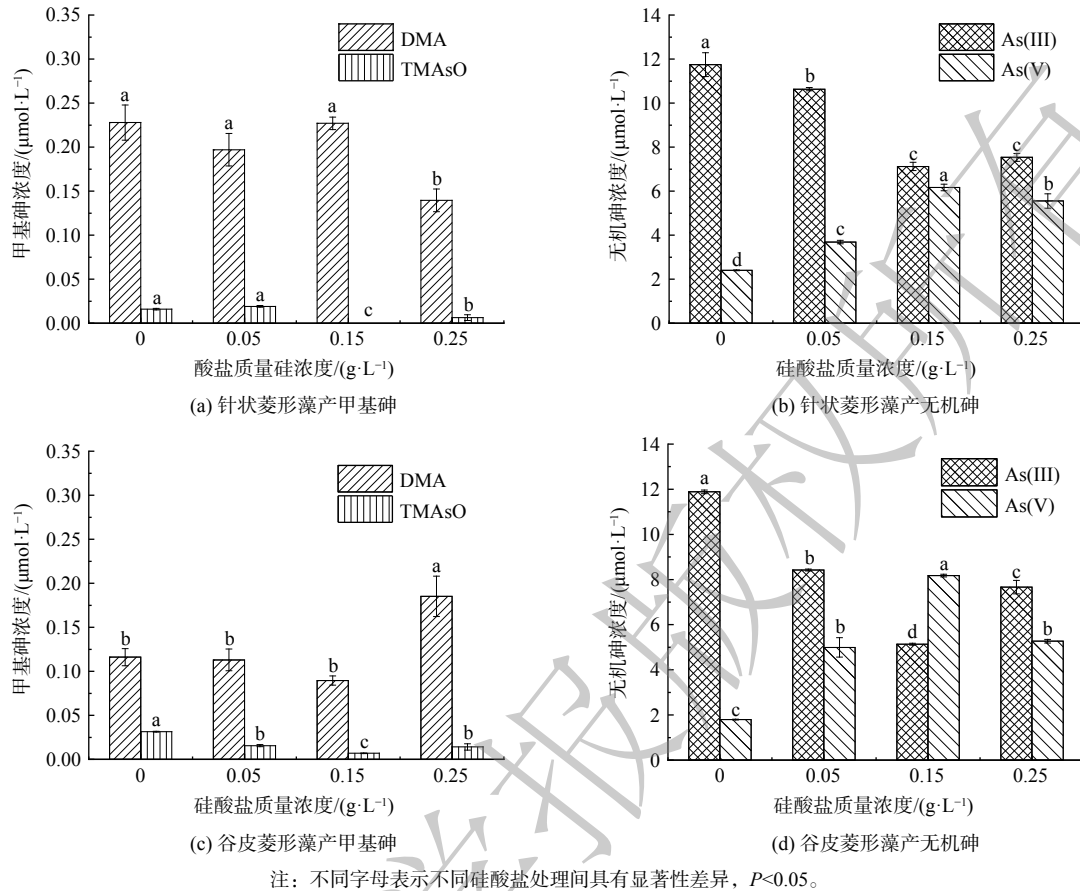 0.35
0.30
0.25
0.20
0.15
0.10
0.05
0.00
甲基砷浓度/(μmol·L⁻¹)
DMA
TMAsO
a a a b
a a c b
0 0.05 0.15 0.25
酸盐质量硅浓度/(g·L⁻¹)
(a) 针状菱形藻产甲基砷
14
12
10
8
6
4
2
0
无机砷浓度/(μmol·L⁻¹)
As(III)
As(V)
a b c c
d c a b
0 0.05 0.15 0.25
硅酸盐质量浓度/(g·L⁻¹)
(b) 针状菱形藻产无机砷
0.35
0.30
0.25
0.20
0.15
0.10
0.05
0.00
甲基砷浓度/(μmol·L⁻¹)
DMA
TMAsO
b b b a
a b c b
0 0.05 0.15 0.25
硅酸盐质量浓度/(g·L⁻¹)
(c) 谷皮菱形藻产甲基砷
14
12
10
8
6
4
2
0
无机砷浓度/(μmol·L⁻¹)
As(III)
As(V)
a b d c
c b a b
0 0.05 0.15 0.25
硅酸盐质量浓度/(g·L⁻¹)
(d) 谷皮菱形藻产无机砷
注：不同字母表示不同硅酸盐处理间具有显著性差异，P<0.05。
报版权所有